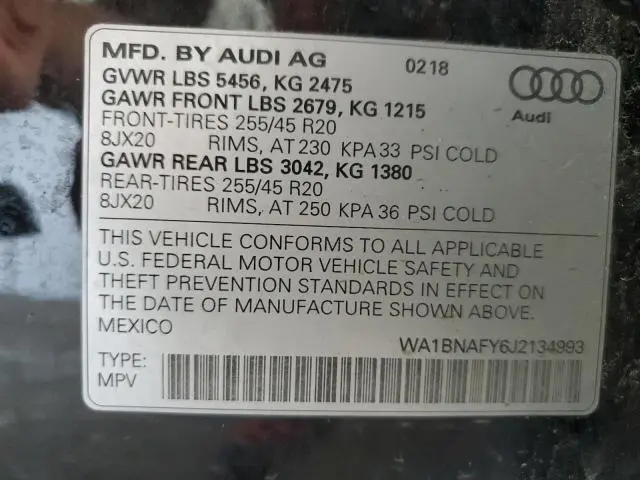 MFD. BY AUDI AG 0218
GVWR LBS 5456, KG 2475
GAWR FRONT LBS 2679, KG 1215
FRONT-TIRES 255/45 R20
8JX20 RIMS, AT 230 KPA33 PSI COLD
GAWR REAR LBS 3042, KG 1380
REAR-TIRES 255/45 R20
8JX20 RIMS, AT 250 KPA 36 PSI COLD
Audi
THIS VEHICLE CONFORMS TO ALL APPLICABLE
U.S. FEDERAL MOTOR VEHICLE SAFETY AND
THEFT PREVENTION STANDARDS IN EFFECT ON
THE DATE OF MANUFACTURE SHOWN ABOVE.
MEXICO
WA1BNAFY6J2134993
TYPE:
MPV